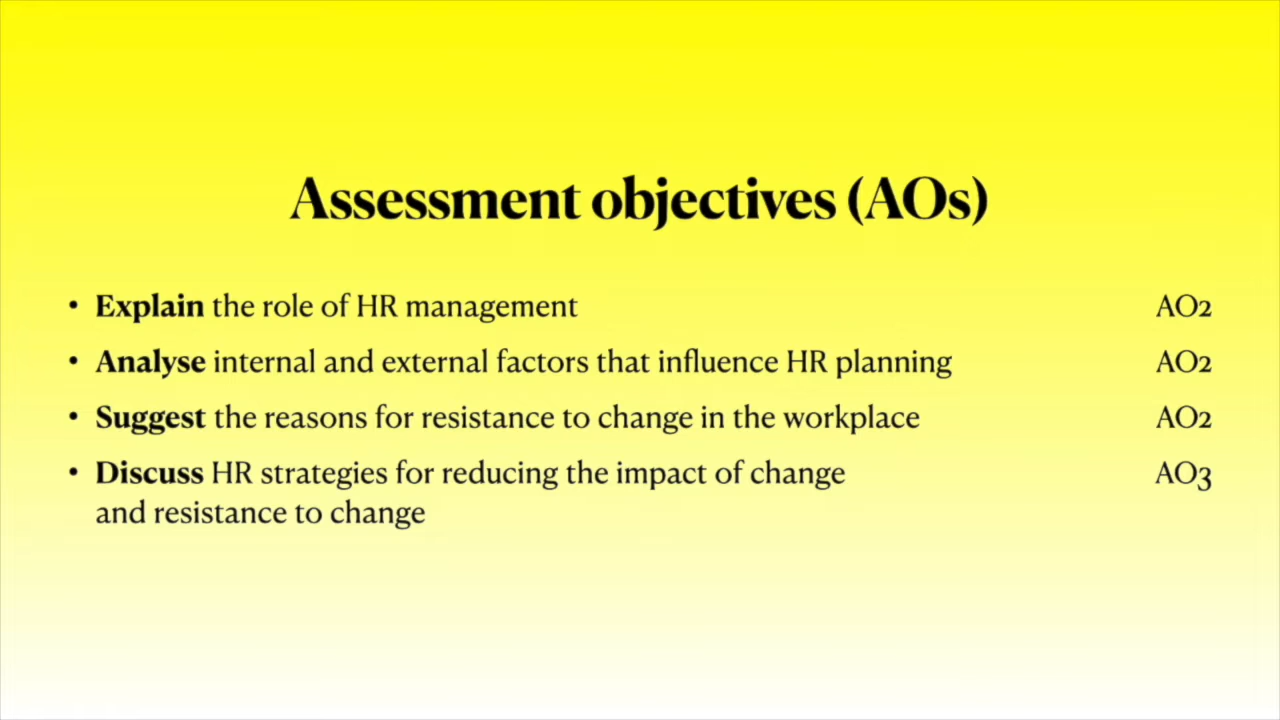 Assessment objectives (AOs)
• Explain the role of HR management AO2
• Analyse internal and external factors that influence HR planning AO2
• Suggest the reasons for resistance to change in the workplace AO2
• Discuss HR strategies for reducing the impact of change AO3
and resistance to change